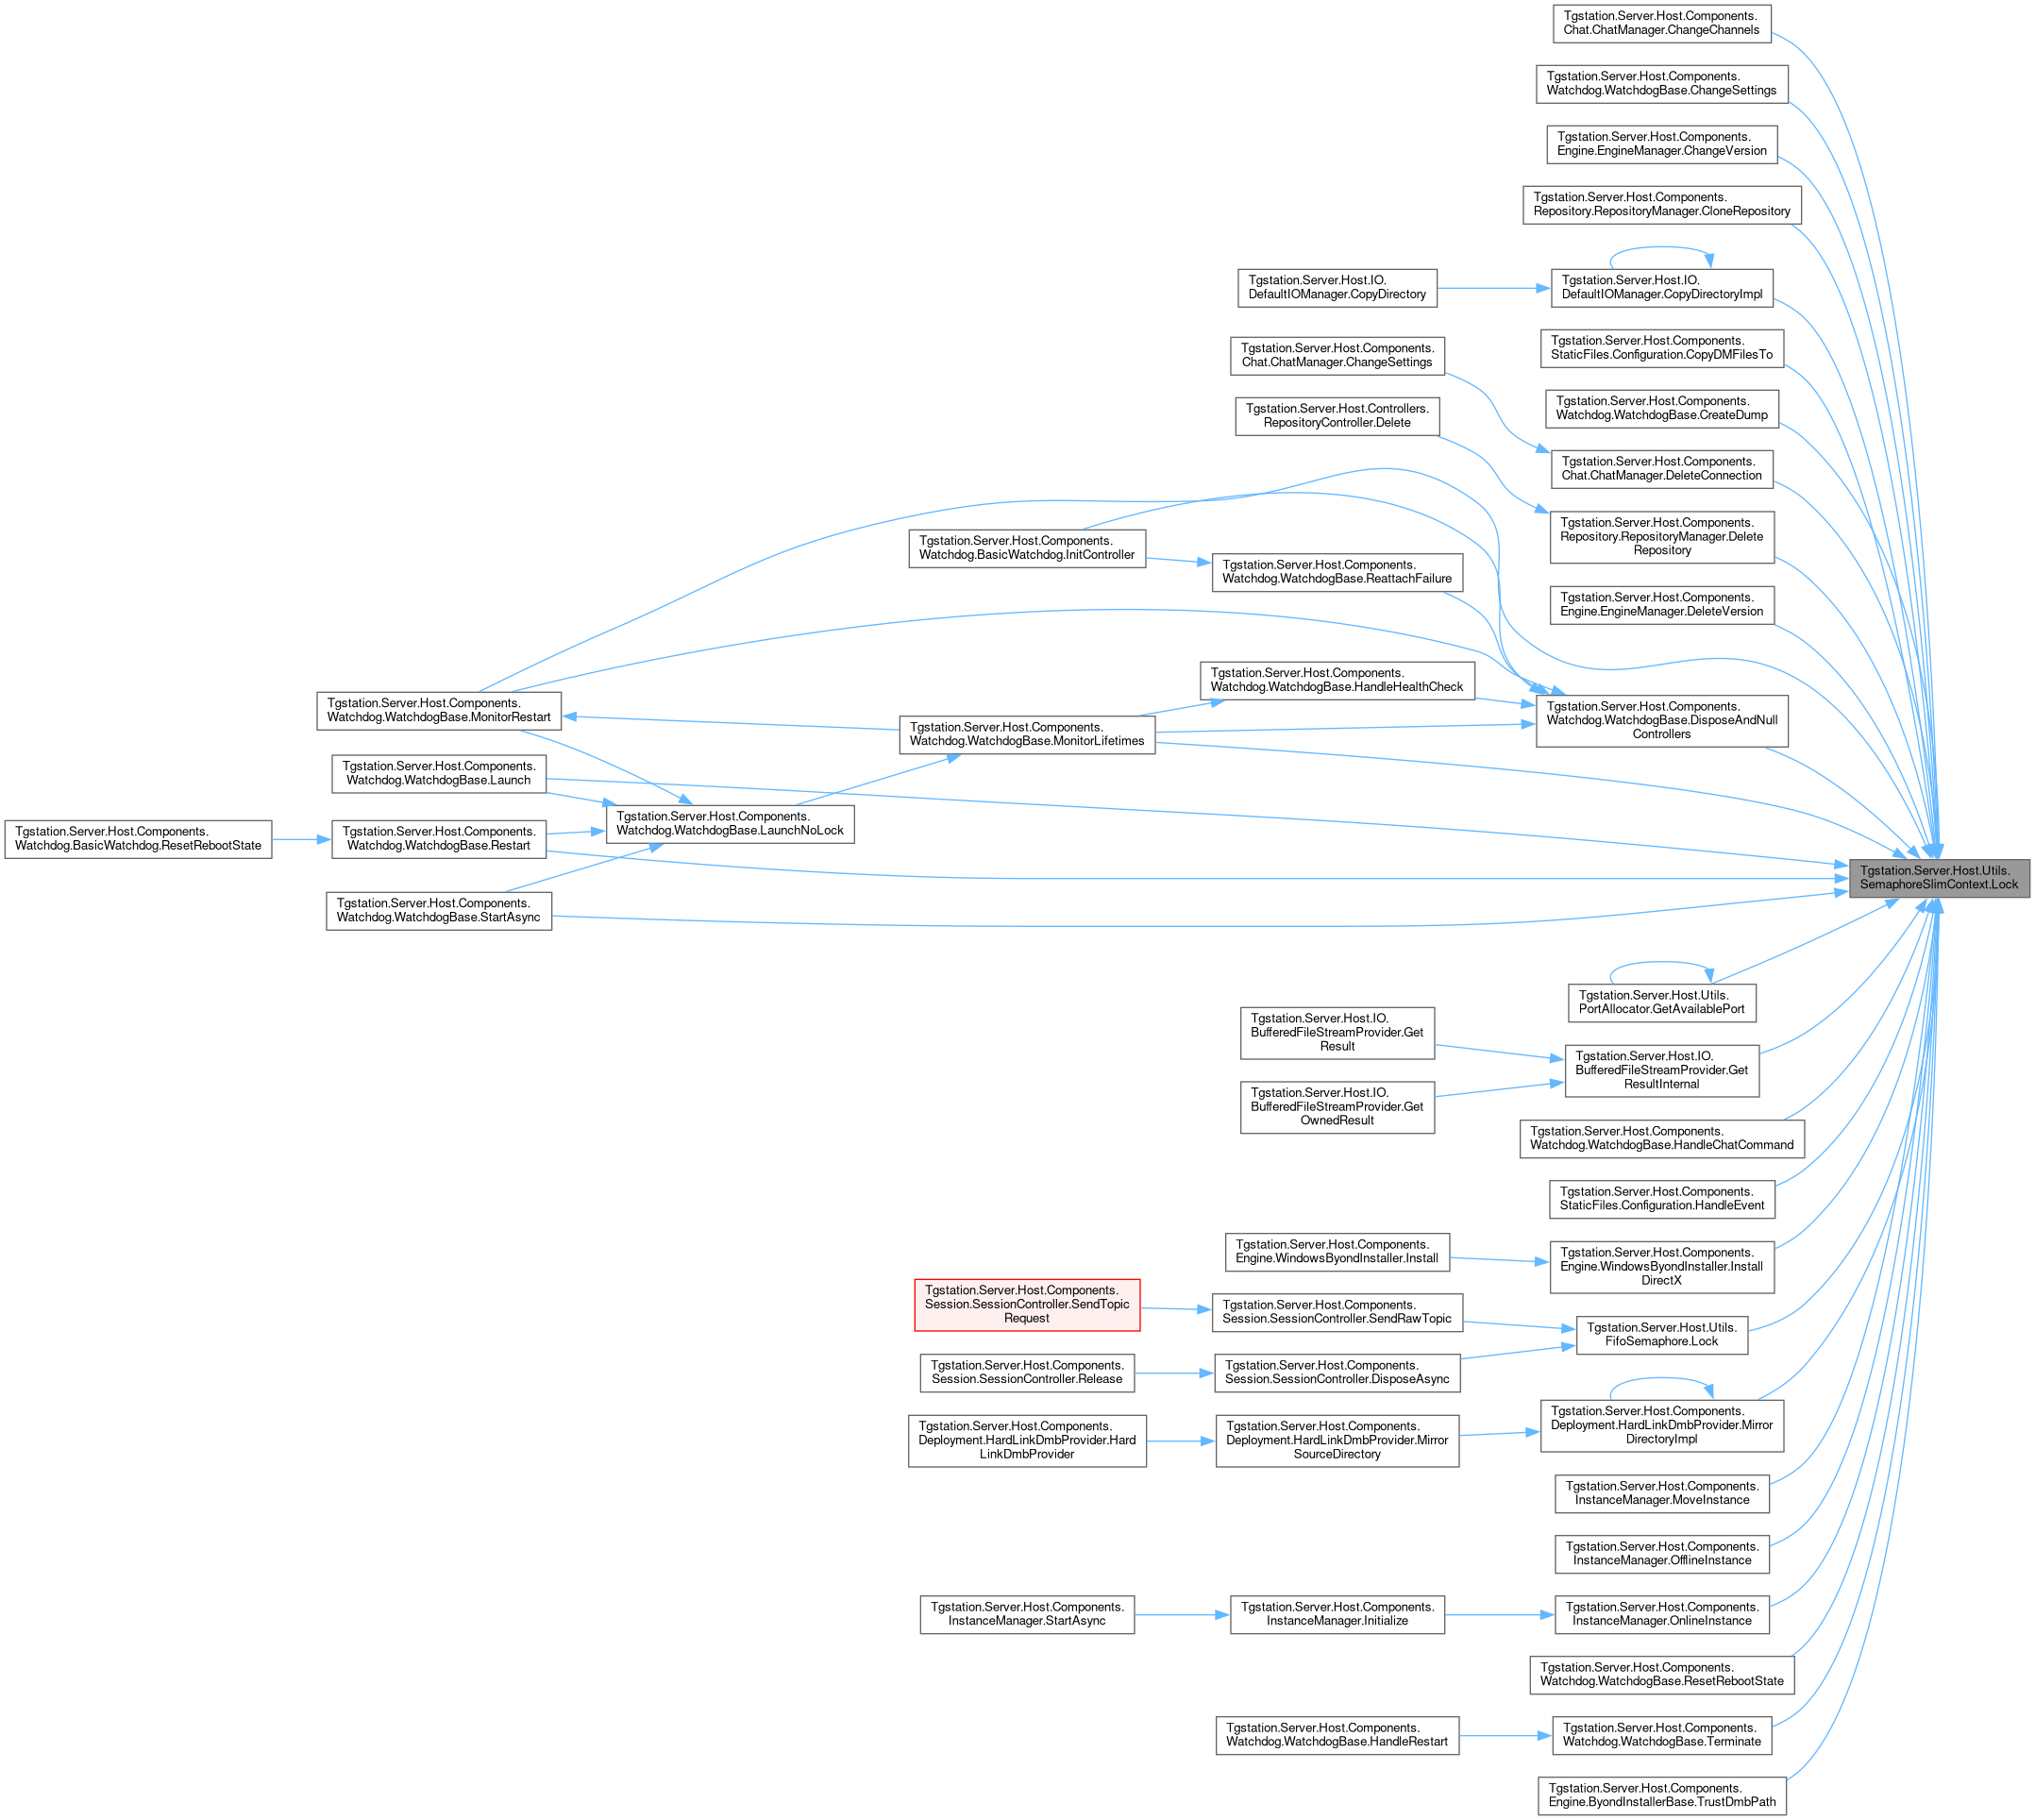 Tgstation.Server.Host.Components.
Chat.ChatManager.ChangeChannels
Tgstation.Server.Host.Components.
Watchdog.WatchdogBase.ChangeSettings
Tgstation.Server.Host.Components.
Engine.EngineManager.ChangeVersion
Tgstation.Server.Host.Components.
Repository.RepositoryManager.CloneRepository
Tgstation.Server.Host.IO.
DefaultIOManager.CopyDirectory
Tgstation.Server.Host.IO.
DefaultIOManager.CopyDirectoryImpl
Tgstation.Server.Host.Components.
StaticFiles.Configuration.CopyDMFilesTo
Tgstation.Server.Host.Components.
Chat.ChatManager.ChangeSettings
Tgstation.Server.Host.Components.
Watchdog.WatchdogBase.CreateDump
Tgstation.Server.Host.Controllers.
RepositoryController.Delete
Tgstation.Server.Host.Components.
Chat.ChatManager.DeleteConnection
Tgstation.Server.Host.Components.
Repository.RepositoryManager.Delete
Repository
Tgstation.Server.Host.Components.
Watchdog.BasicWatchdog.InitController
Tgstation.Server.Host.Components.
Watchdog.WatchdogBase.ReattachFailure
Tgstation.Server.Host.Components.
Engine.EngineManager.DeleteVersion
Tgstation.Server.Host.Components.
Watchdog.WatchdogBase.HandleHealthCheck
Tgstation.Server.Host.Components.
Watchdog.WatchdogBase.MonitorRestart
Tgstation.Server.Host.Components.
Watchdog.WatchdogBase.MonitorLifetimes
Tgstation.Server.Host.Components.
Watchdog.WatchdogBase.DisposeAndNull
Controllers
Tgstation.Server.Host.Components.
Watchdog.WatchdogBase.Launch
Tgstation.Server.Host.Components.
Watchdog.WatchdogBase.LaunchNoLock
Tgstation.Server.Host.Components.
Watchdog.BasicWatchdog.ResetRebootState
Tgstation.Server.Host.Components.
Watchdog.WatchdogBase.Restart
Tgstation.Server.Host.Utils.
SemaphoreSlimContext.Lock
Tgstation.Server.Host.Components.
Watchdog.WatchdogBase.StartAsync
Tgstation.Server.Host.Utils.
PortAllocator.GetAvailablePort
Tgstation.Server.Host.IO.
BufferedFileStreamProvider.Get
Result
Tgstation.Server.Host.IO.
BufferedFileStreamProvider.Get
ResultInternal
Tgstation.Server.Host.IO.
BufferedFileStreamProvider.Get
OwnedResult
Tgstation.Server.Host.Components.
Watchdog.WatchdogBase.HandleChatCommand
Tgstation.Server.Host.Components.
StaticFiles.Configuration.HandleEvent
Tgstation.Server.Host.Components.
Engine.WindowsByondInstaller.Install
Tgstation.Server.Host.Components.
Engine.WindowsByondInstaller.Install
DirectX
Tgstation.Server.Host.Components.
Session.SessionController.SendTopic
Request
Tgstation.Server.Host.Components.
Session.SessionController.SendRawTopic
Tgstation.Server.Host.Utils.
FifoSemaphore.Lock
Tgstation.Server.Host.Components.
Session.SessionController.Release
Tgstation.Server.Host.Components.
Session.SessionController.DisposeAsync
Tgstation.Server.Host.Components.
Deployment.HardLinkDmbProvider.Hard
LinkDmbProvider
Tgstation.Server.Host.Components.
Deployment.HardLinkDmbProvider.Mirror
SourceDirectory
Tgstation.Server.Host.Components.
Deployment.HardLinkDmbProvider.Mirror
DirectoryImpl
Tgstation.Server.Host.Components.
InstanceManager.MoveInstance
Tgstation.Server.Host.Components.
InstanceManager.OfflineInstance
Tgstation.Server.Host.Components.
InstanceManager.StartAsync
Tgstation.Server.Host.Components.
InstanceManager.Initialize
Tgstation.Server.Host.Components.
InstanceManager.OnlineInstance
Tgstation.Server.Host.Components.
Watchdog.WatchdogBase.ResetRebootState
Tgstation.Server.Host.Components.
Watchdog.WatchdogBase.HandleRestart
Tgstation.Server.Host.Components.
Watchdog.WatchdogBase.Terminate
Tgstation.Server.Host.Components.
Engine.ByondInstallerBase.TrustDmbPath